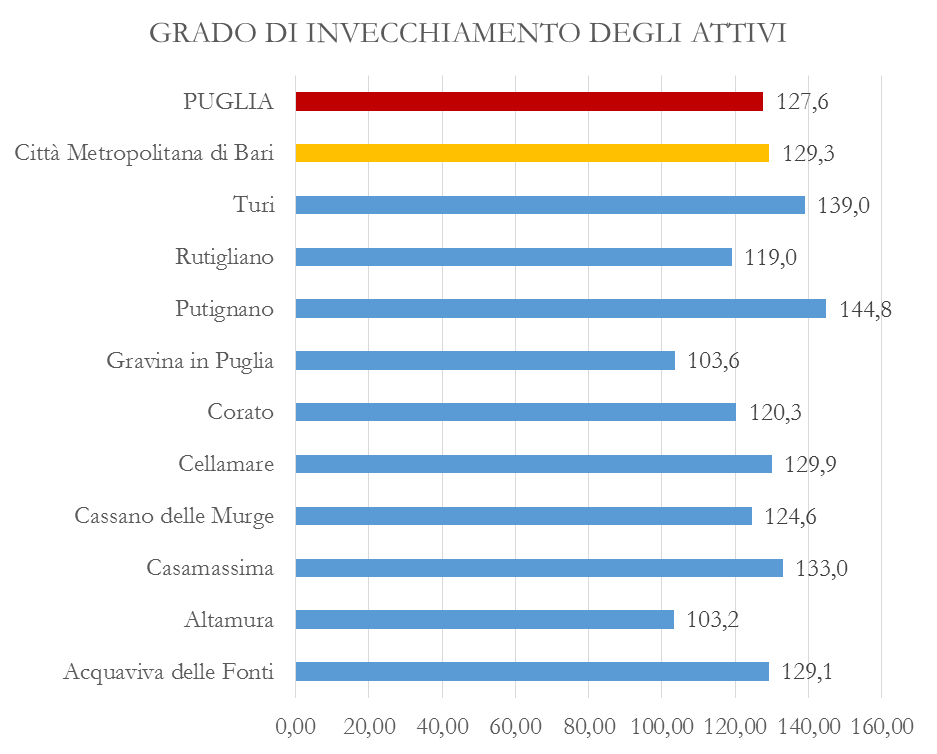 GRADO DI INVECCHIAMENTO DEGLI ATTIVI
PUGLIA 127,6
Città Metropolitana di Bari 129,3
Turi 139,0
Rutigliano 119,0
Putignano 144,8
Gravina in Puglia 103,6
Corato 120,3
Cellamare 129,9
Cassano delle Murge 124,6
Casamassima 133,0
Altamura 103,2
Acquaviva delle Fonti 129,1
0,00 20,00 40,00 60,00 80,00 100,00 120,00 140,00 160,00